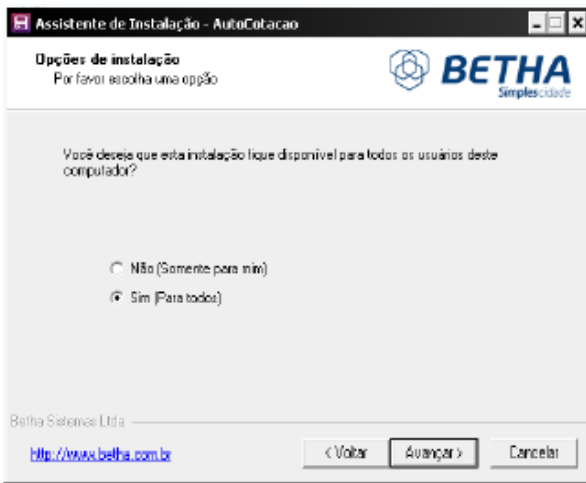 Assistente de Instalação - AutoCotacao
Opções de instalação
Por favor escolha uma opção
BETHA
Simplescidade
Você deseja que esta instalação fique disponível para todos os usuários deste
computador?
Não (Somente para mim)
Sim (Para todos)
Betha Sistemas Ltda
http://www.betha.com.br
< Voltar
Avançar >
Cancelar